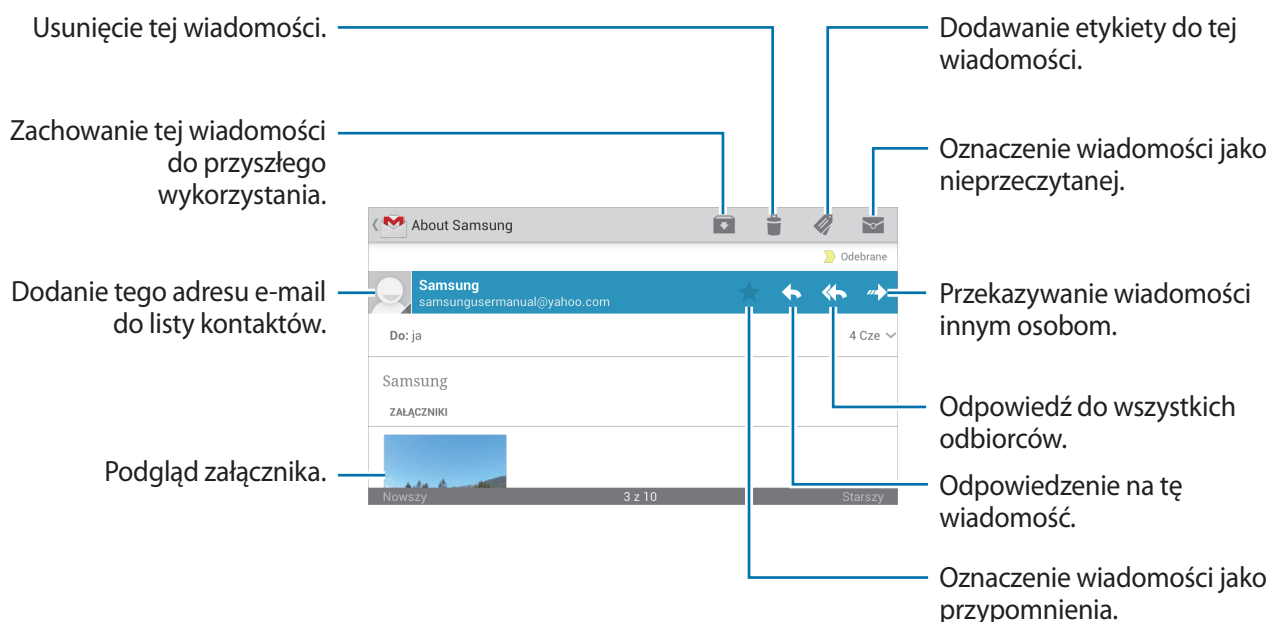 Usunięcie tej wiadomości.
Zachowanie tej wiadomości
do przyszłego
wykorzystania.
Dodanie tego adresu e-mail
do listy kontaktów.
Podgląd załącznika.
About Samsung
Odebrane
Samsung
samsungusermanual@yahoo.com
Do: ja
4 Cze
Samsung
ZAŁĄCZNIKI
Nowszy
3 z 10
Starszy
Dodawanie etykiety do tej
wiadomości.
Oznaczenie wiadomości jako
nieprzeczytanej.
Przekazywanie wiadomości
innym osobom.
Odpowiedź do wszystkich
odbiorców.
Odpowiedzenie na tę
wiadomość.
Oznaczenie wiadomości jako
przypomnienia.